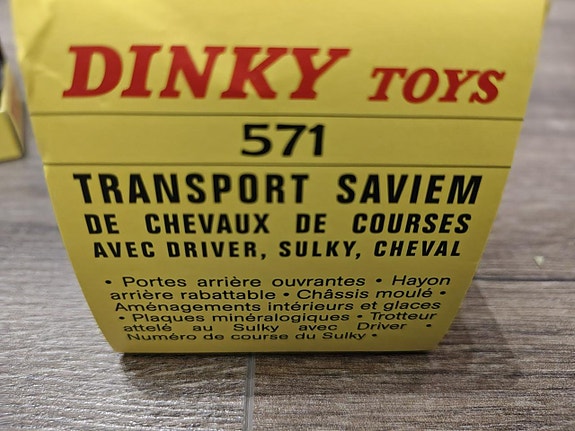 DINKY TOYS
571
TRANSPORT SAVIEM
DE CHEVAUX DE COURSES
AVEC DRIVER, SULKY, CHEVAL
• Portes arrière ouvrantes • Hayon
arrière rabattable • Châssis moulé •
Aménagements intérieurs et glaces
• Plaques minéralogiques • Trotteur
attelé au Sulky avec Driver •
Numéro de course du Sulky •